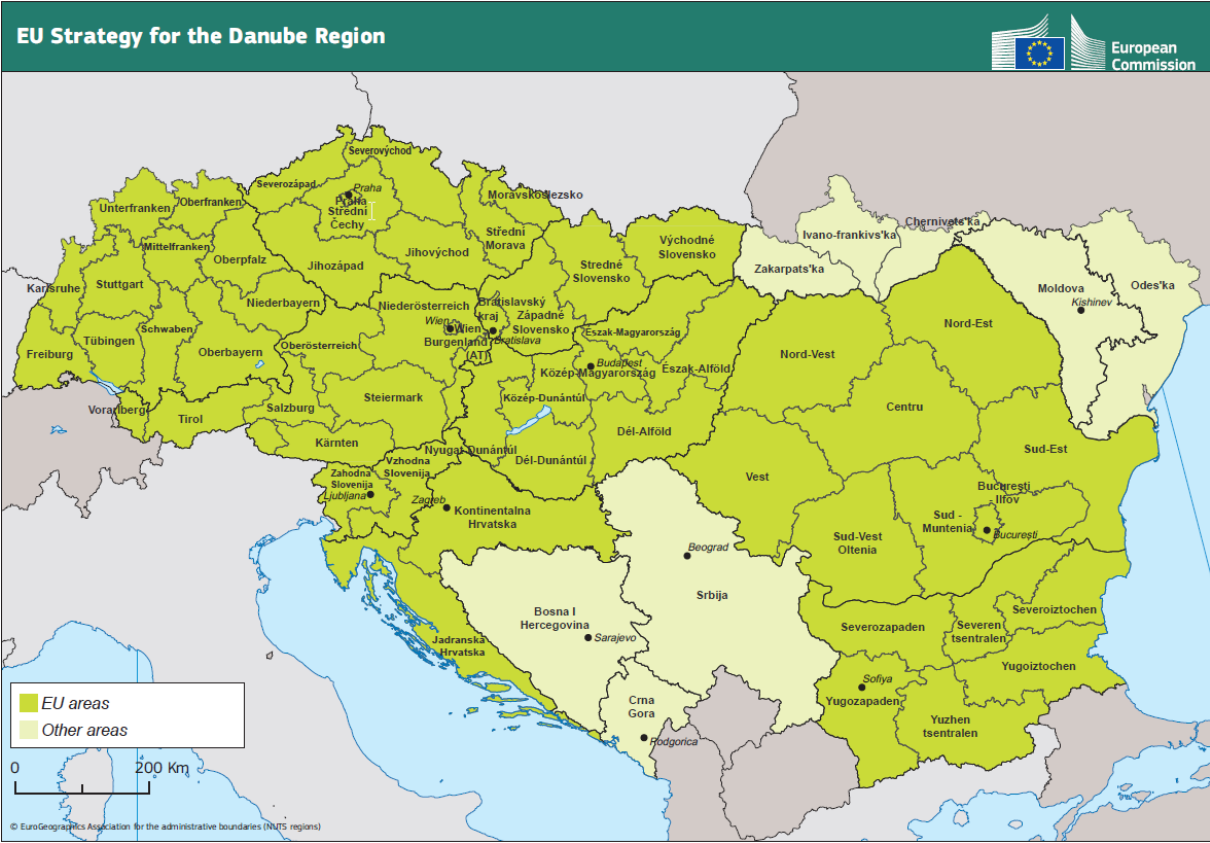 EU Strategy for the Danube Region
European
Commission
Severovýchod
Severozápad
Praha
Praha
Střední
Čechy
Moravskoslezsko
Unterfranken
Oberfranken
Střední
Morava
Mittelfranken
Oberpfalz
Jihozápad
Jihovýchod
Východné
Slovensko
Stredné
Slovensko
Chernivats'ka
Ivano-frankivs'ka
Zakarpats'ka
Moldova
Kishinev
Odes'ka
Karlsruhe
Stuttgart
Niederbayern
Niederösterreich
Bratislavský
kraj
Západné
Slovensko
Wien
Wien
Bratislava
Burgenland
(AT)
Schwaben
Tübingen
Freiburg
Oberbayern
Oberösterreich
Észak-Magyarország
Nord-Est
Nord-Vest
Budapest
Közép-Magyarország
Észak-Alföld
Vorarlberg
Tirol
Salzburg
Steiermark
Közép-Dunántúl
Centru
Kärnten
Dél-Alföld
Nyugat-Dunántúl
Dél-Dunántúl
Sud-Est
Vzhodna
Slovenija
Zahodna
Slovenija
Ljubljana
Vest
Zagreb
Kontinentalna
Hrvatska
Bucureşti
- Ilfov
Sud -
Muntenia
Bucureşti
Sud-Vest
Oltenia
Beograd
Srbija
Bosna I
Hercegovina
Sarajevo
Severozapaden
Severen
tsentralen
Severoiztochen
Jadranska
Hrvatska
Yugoiztochen
Sofiya
Yugozapaden
Crna
Gora
Yuzhen
tsentralen
Podgorica
EU areas
Other areas
0 200 Km
© EuroGeographics Association for the administrative boundaries (NUTS regions)